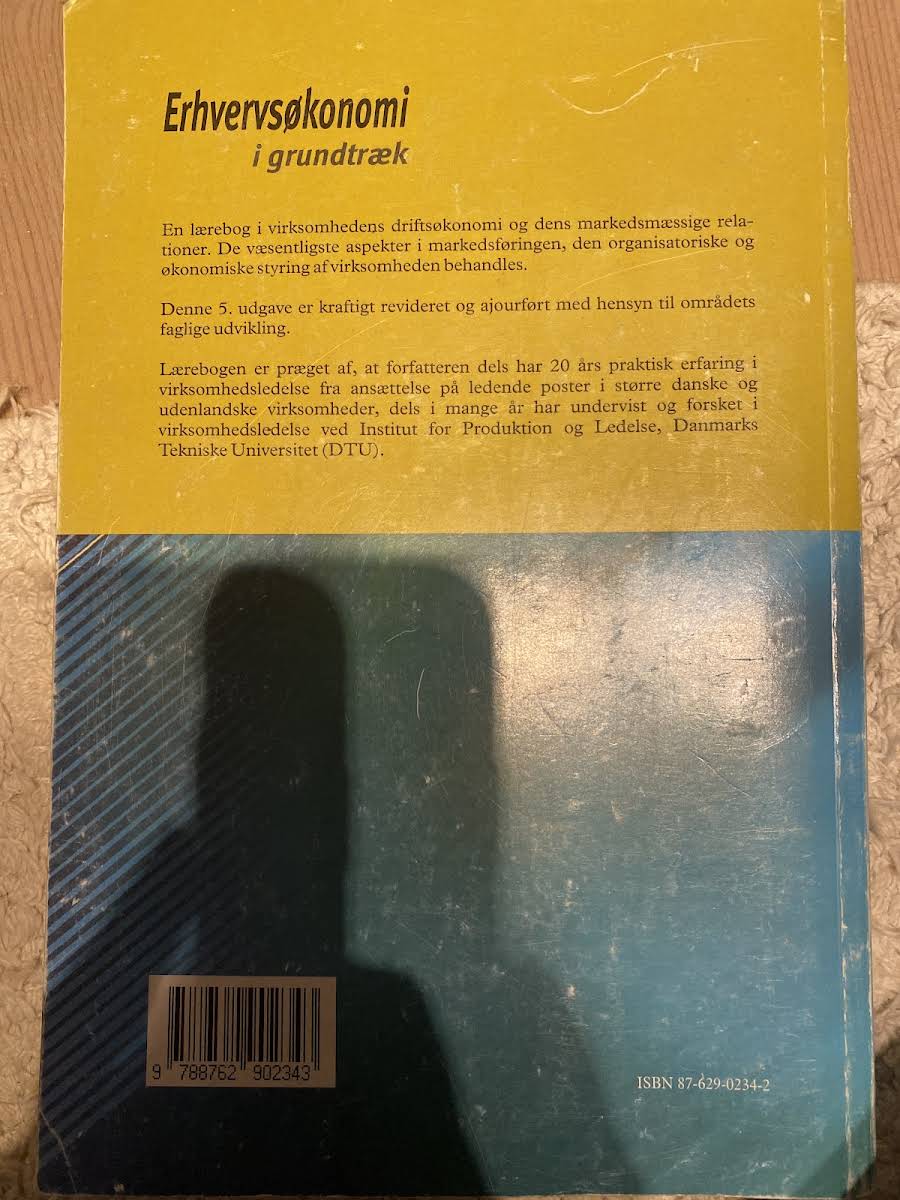 Erhvervsøkonomi
i grundtræk
En lærebog i virksomhedens driftsøkonomi og dens markedsmæssige rela-
tioner. De væsentligste aspekter i markedsføringen, den organisatoriske og
økonomiske styring af virksomheden behandles.
Denne 5. udgave er kraftigt revideret og ajourført med hensyn til områdets
faglige udvikling.
Lærebogen er præget af, at forfatteren dels har 20 års praktisk erfaring i
virksomhedsledelse fra ansættelse på ledende poster i større danske og
udenlandske virksomheder, dels i mange år har undervist og forsket i
virksomhedsledelse ved Institut for Produktion og Ledelse, Danmarks
Tekniske Universitet (DTU).
9 788762 902343
ISBN 87-629-0234-2